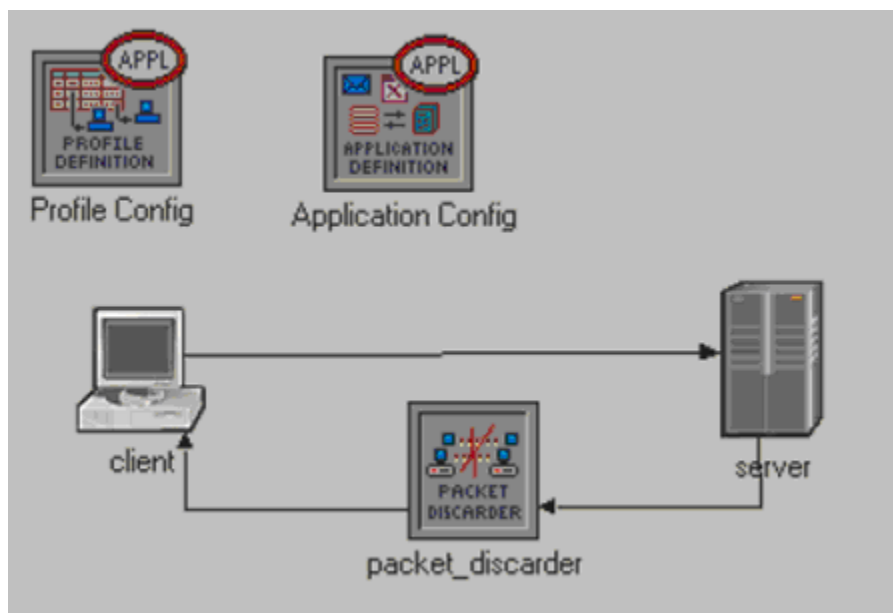 APPL
PROFILE
DEFINITION
Profile Config
APPL
APPLICATION
DEFINITION
Application Config
client
server
PACKET
DISCARDER
packet_discarder